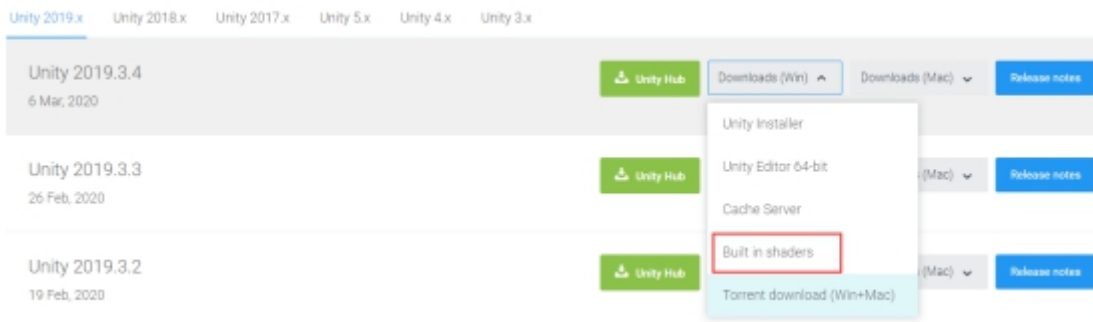 Unity 2019.x Unity 2018.x Unity 2017.x Unity 5.x Unity 4.x Unity 3.x
Unity 2019.3.4
6 Mar, 2020
Unity Hub Downloads (Win) Downloads (Mac) Release notes
Unity Installer
Unity Editor 64-bit
Unity 2019.3.3
26 Feb, 2020
Unity Hub (Mac) Release notes
Cache Server
Built in shaders
Unity 2019.3.2
19 Feb, 2020
Unity Hub (Mac) Release notes
Torrent download (Win+Mac)